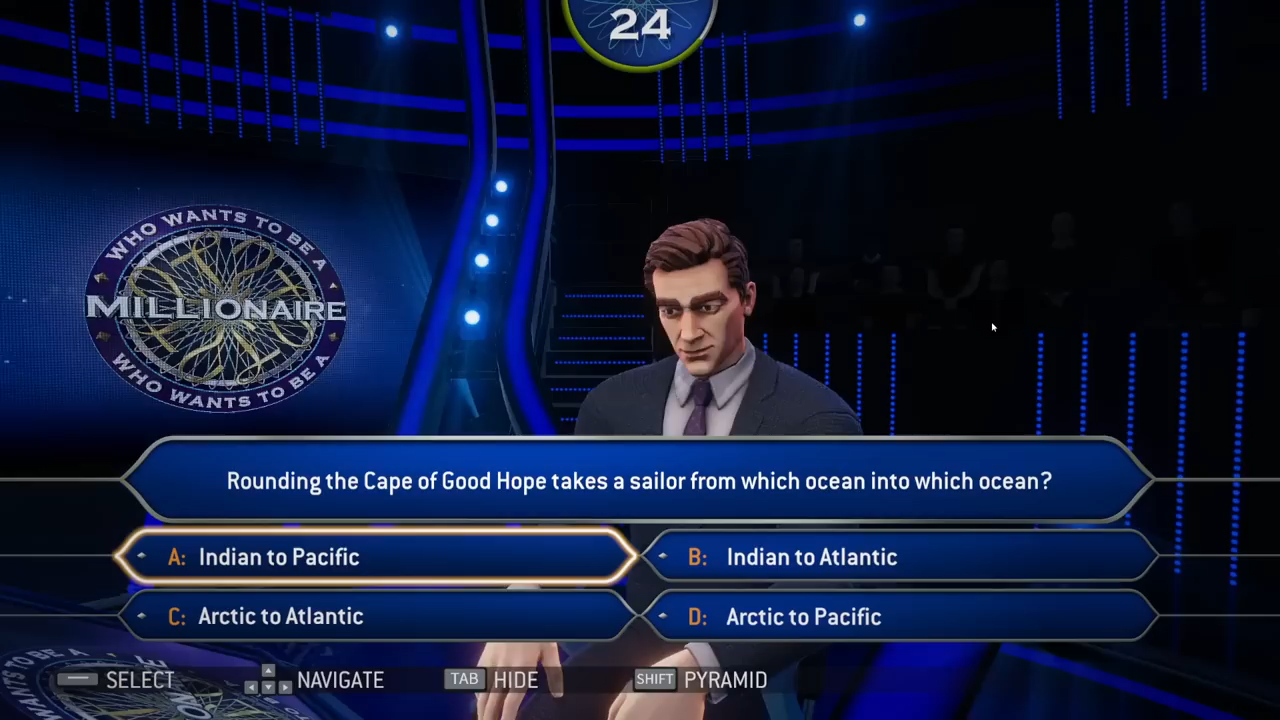 24
WHO WANTS TO BE A
MILLIONAIRE
WHO WANTS TO BE A
Rounding the Cape of Good Hope takes a sailor from which ocean into which ocean?
A: Indian to Pacific
B: Indian to Atlantic
C: Arctic to Atlantic
D: Arctic to Pacific
SELECT
NAVIGATE
TAB HIDE
SHIFT PYRAMID